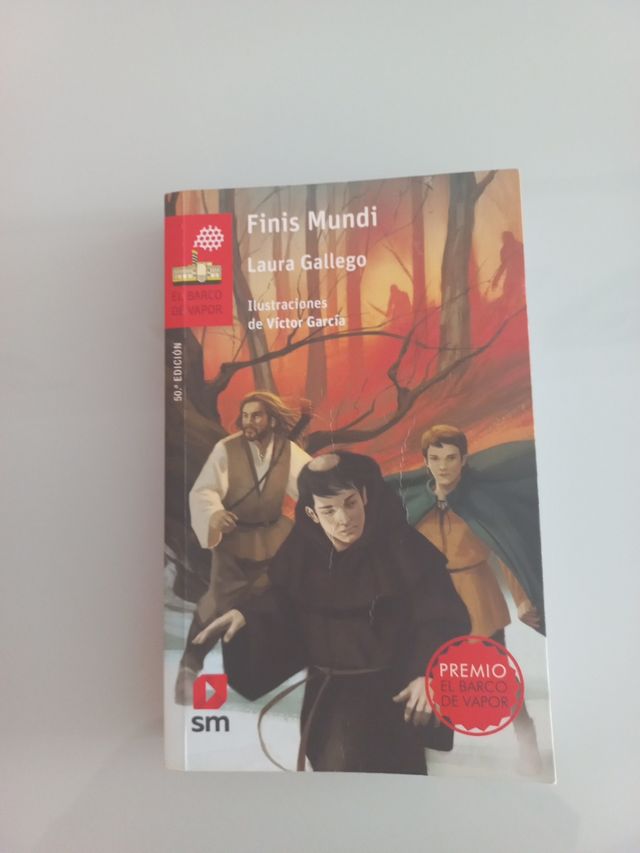 Finis Mundi
Laura Gallego
Ilustraciones
de Víctor García
EL BARCO
DE VAPOR
50.ª EDICIÓN
PREMIO
EL BARCO
DE VAPOR
sm